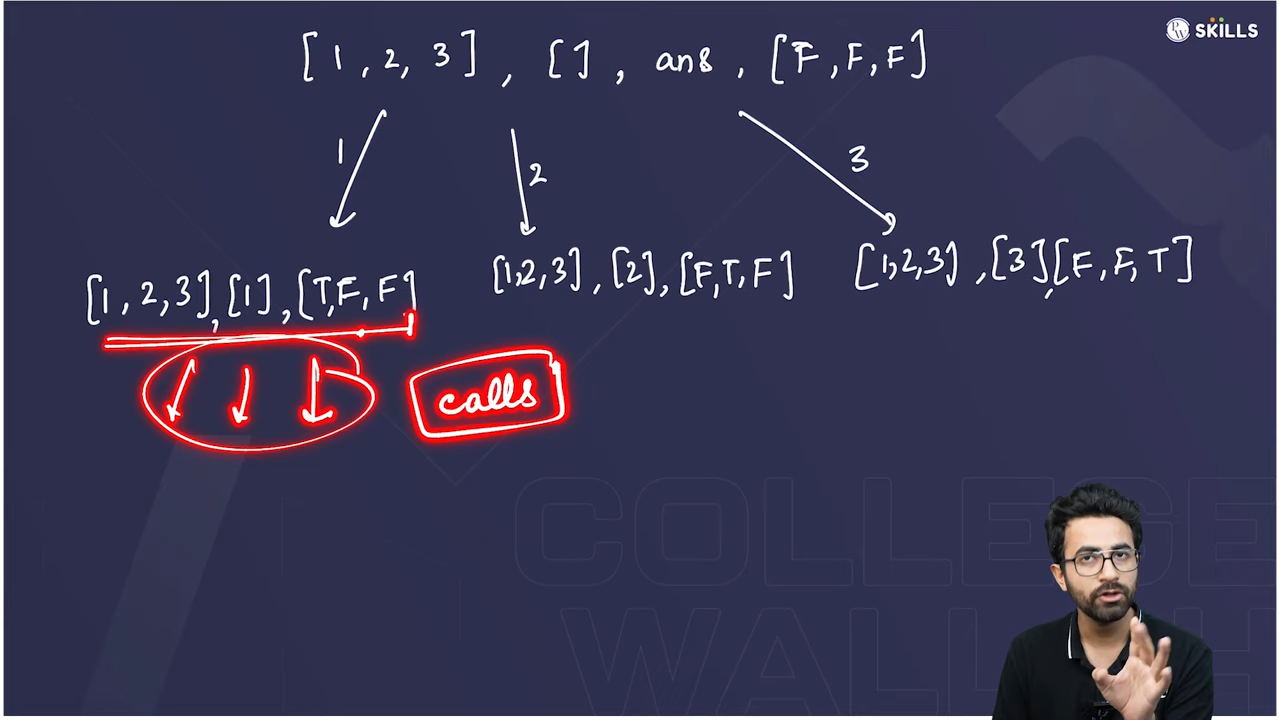 PW SKILLS
[1, 2, 3], [], ans, [F, F, F]
1
2
3
[1, 2, 3], [1], [T, F, F]
[1,2,3], [2], [F,T,F]
[1,2,3], [3], [F, F, T]
calls
COLLEGE
WALLAH